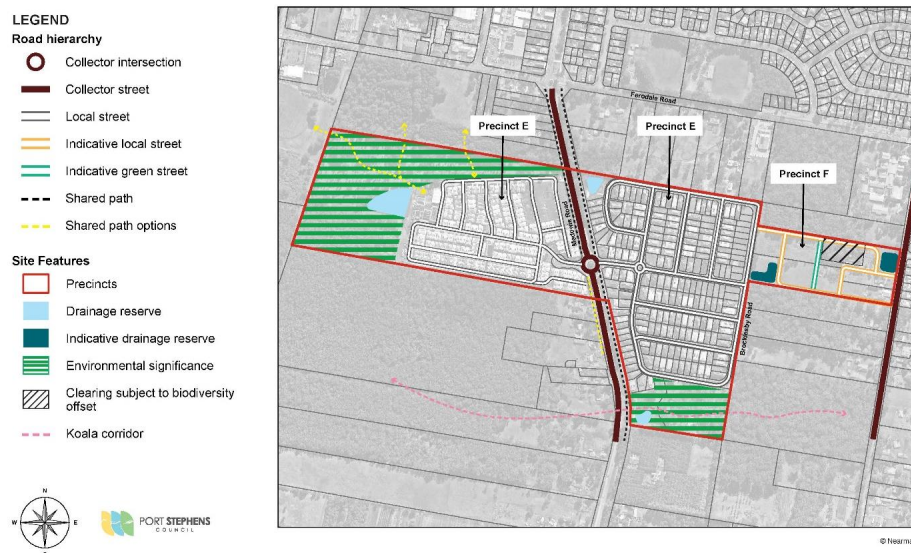 LEGEND
Road hierarchy
Collector intersection
Collector street
Local street
Indicative local street
Indicative green street
Shared path
Shared path options
Site Features
Precincts
Drainage reserve
Indicative drainage reserve
Environmental significance
Clearing subject to biodiversity
offset
Koala corridor
N
W
E
PORT STEPHENS
COUNCIL
Ferodale Road
Precinct E
Precinct E
Precinct F
Medowie Road
Brocklesby Road
© Nearma